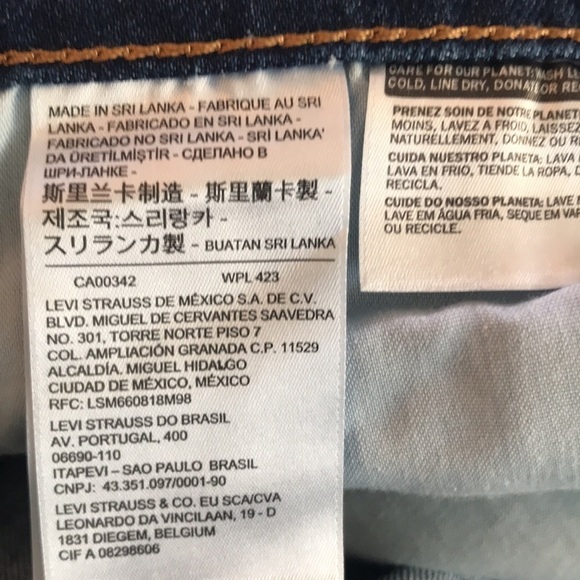 MADE IN SRI LANKA - FABRIQUE AU SRI
LANKA - FABRICADO EN SRI LANKA -
FABRICADO NO SRI LANKA - SRİ LANKA'
DA ÜRETİLMİŞTİR - СДЕЛАНО В
ШРИ-ЛАНКЕ -
斯里兰卡制造 - 斯里蘭卡製 -
제조국:스리랑카 -
スリランカ製 - BUATAN SRI LANKA
CA00342 WPL 423
LEVI STRAUSS DE MÉXICO S.A. DE C.V.
BLVD. MIGUEL DE CERVANTES SAAVEDRA
NO. 301, TORRE NORTE PISO 7
COL. AMPLIACIÓN GRANADA C.P. 11529
ALCALDÍA. MIGUEL HIDALGO
CIUDAD DE MÉXICO, MÉXICO
RFC: LSM660818M98
LEVI STRAUSS DO BRASIL
AV. PORTUGAL, 400
06690-110
ITAPEVI – SAO PAULO BRASIL
CNPJ: 43.351.097/0001-90
LEVI STRAUSS & CO. EU SCA/CVA
LEONARDO DA VINCILAAN, 19 - D
1831 DIEGEM, BELGIUM
CIF A 08298606
CARE FOR OUR PLANET: WASH
COLD, LINE DRY, DONATE OR
PRENEZ SOIN DE NOTRE PLANET
MOINS, LAVEZ A FROID, LAISSEZ
NATURELLEMENT, DONNEZ OU
CUIDA NUESTRO PLANETA: LAVA
LAVA EN FRIO, TIENDE LA ROPA,
RECICLA.
CUIDE DO NOSSO PLANETA: LAVE
LAVE EM ÁGUA FRIA, SEQUE EM
OU RECICLE.